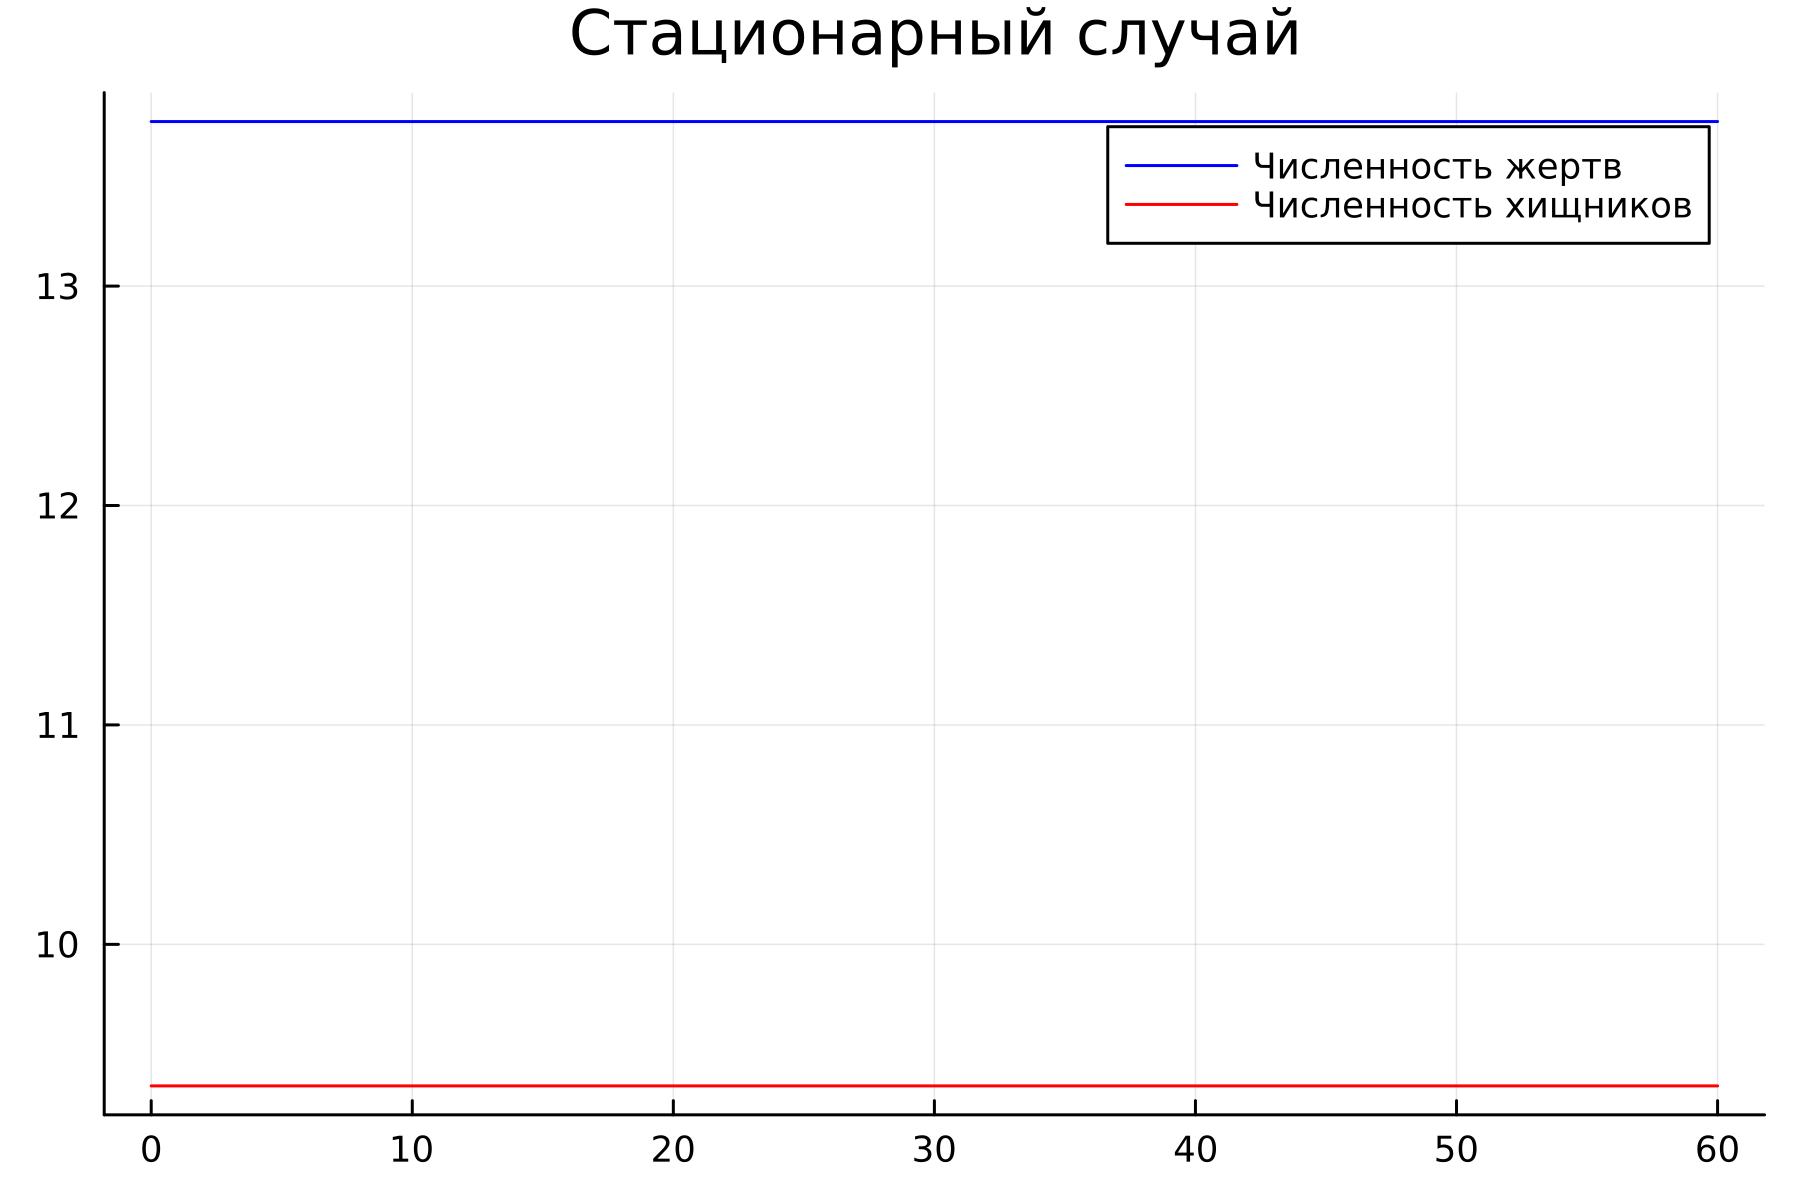 Стационарный случай
Численность жертв
Численность хищников
13
12
11
10
0 10 20 30 40 50 60